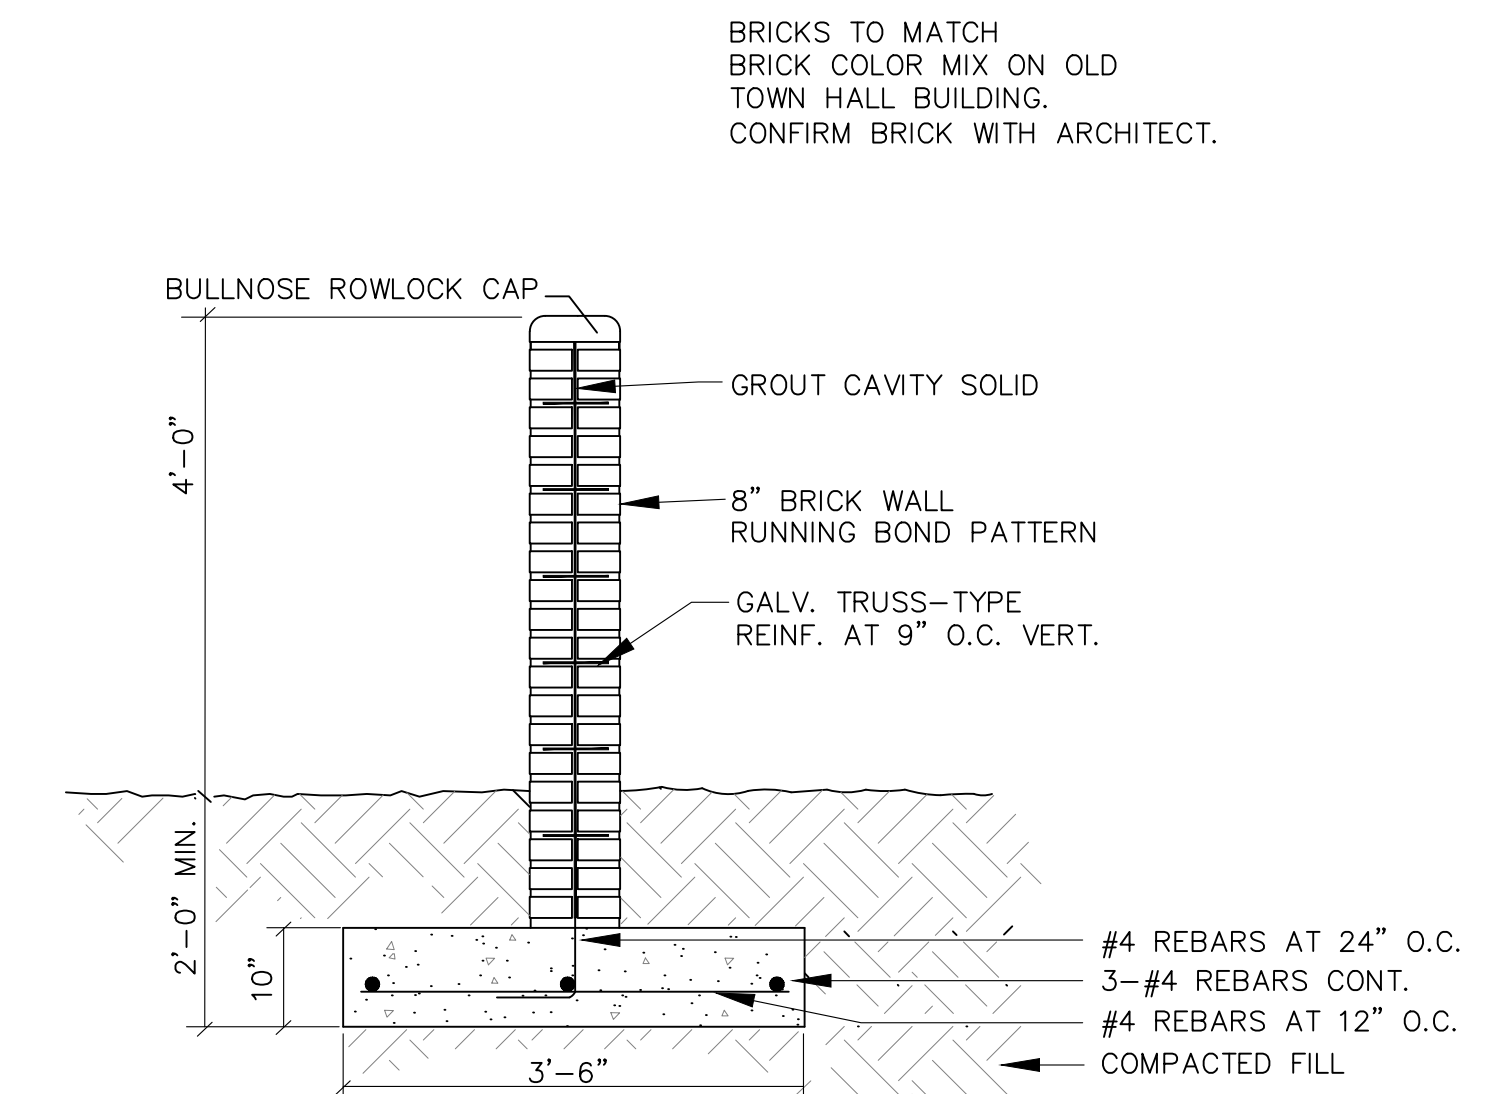 BRICKS TO MATCH
BRICK COLOR MIX ON OLD
TOWN HALL BUILDING.
CONFIRM BRICK WITH ARCHITECT.
BULLNOSE ROWLOCK CAP
GROUT CAVITY SOLID
4'-0"
8" BRICK WALL
RUNNING BOND PATTERN
GALV. TRUSS-TYPE
REINF. AT 9" O.C. VERT.
2'-0" MIN.
10"
#4 REBARS AT 24" O.C.
3-#4 REBARS CONT.
#4 REBARS AT 12" O.C.
COMPACTED FILL
3'-6"